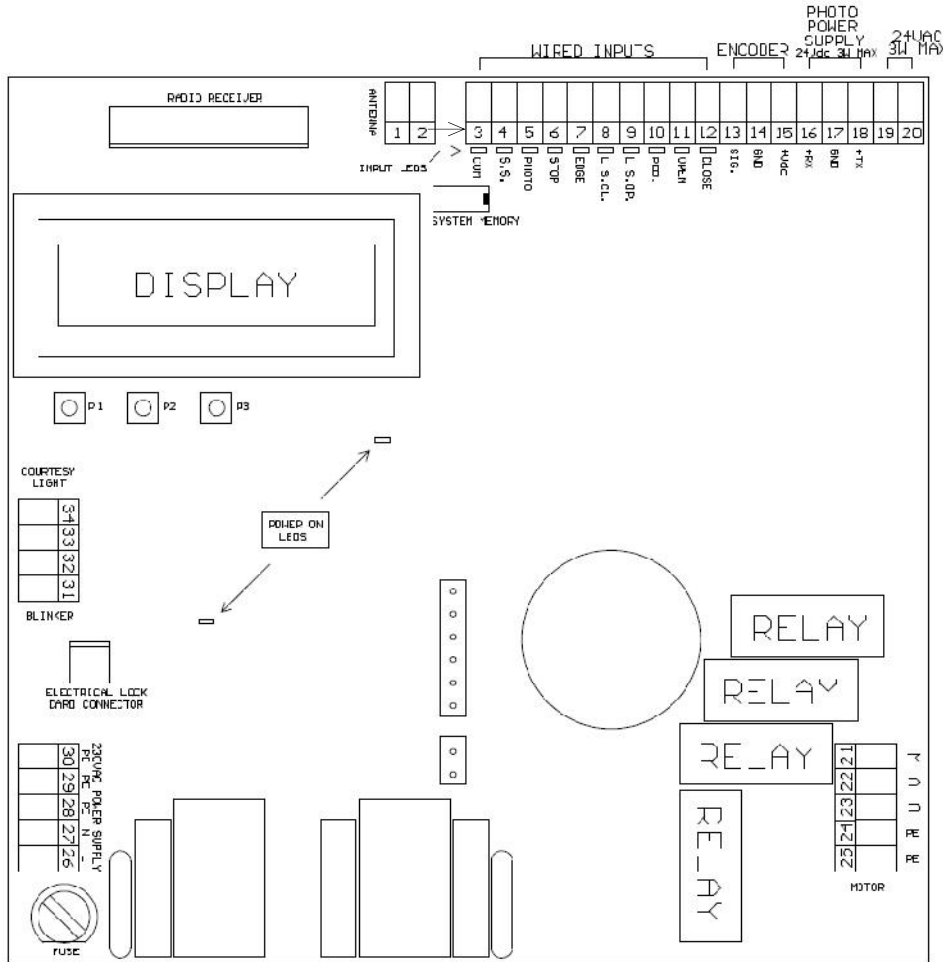 PHOTO
POWER
SUPPLY
24Vdc 3W MAX
24VAC
3W MAX
WIRED INPUTS
ENCODER
RADIO RECEIVER
ANTENNA
1 2 3 4 5 6 7 8 9 10 11 12 13 14 15 16 17 18 19 20
INPUT LEDS
S.S.
PHOTO
STOP
EDGE
L S.CL.
L S.OP.
CLOSE
SIG.
GND
+Vdc
+RX
GND
+TX
SYSTEM MEMORY
DISPLAY
P1 P2 P3
COURTESY
LIGHT
34
33
32
31
BLINKER
POWER ON
LEDS
ELECTRICAL LOCK
CARD CONNECTOR
RELAY
RELAY
RELAY
RELAY
230VAC POWER SUPPLY
30
29
28
27 N
26
FUSE
21
22
23
24 PE
25 PE
MOTOR